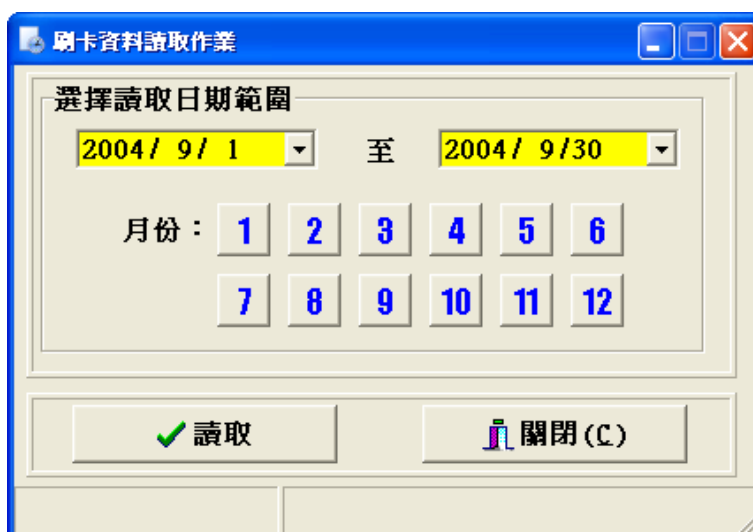 刷卡資料讀取作業
選擇讀取日期範圍
2004/ 9/ 1 至 2004/ 9/30
月份： 1 2 3 4 5 6
7 8 9 10 11 12
讀取 關閉(C)